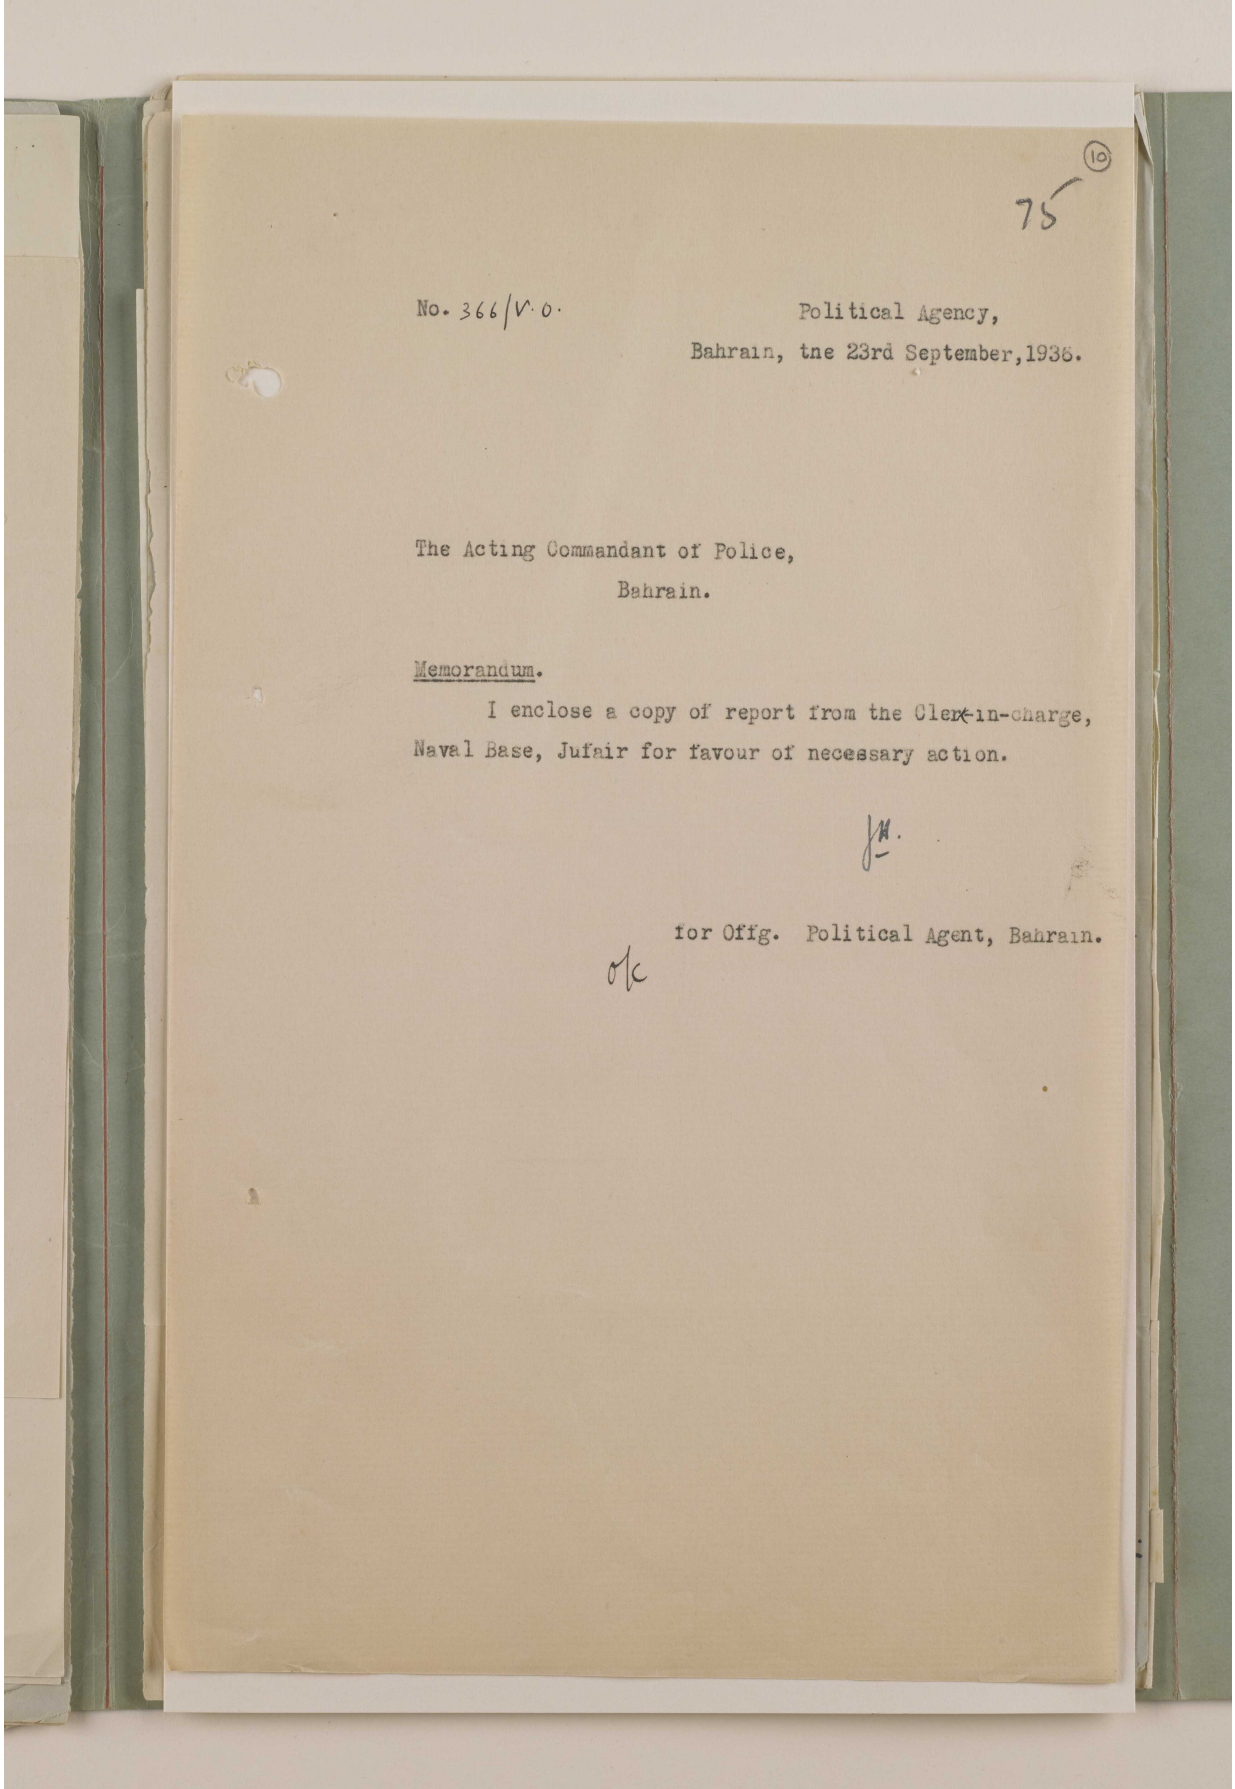 10
75
No. 366/V.O.
Political Agency,
Bahrain, the 23rd September,1936.
The Acting Commandant of Police,
Bahrain.
Memorandum.
I enclose a copy of report from the Clerk-in-charge,
Naval Base, Jufair for favour of necessary action.
for Offg. Political Agent, Bahrain.